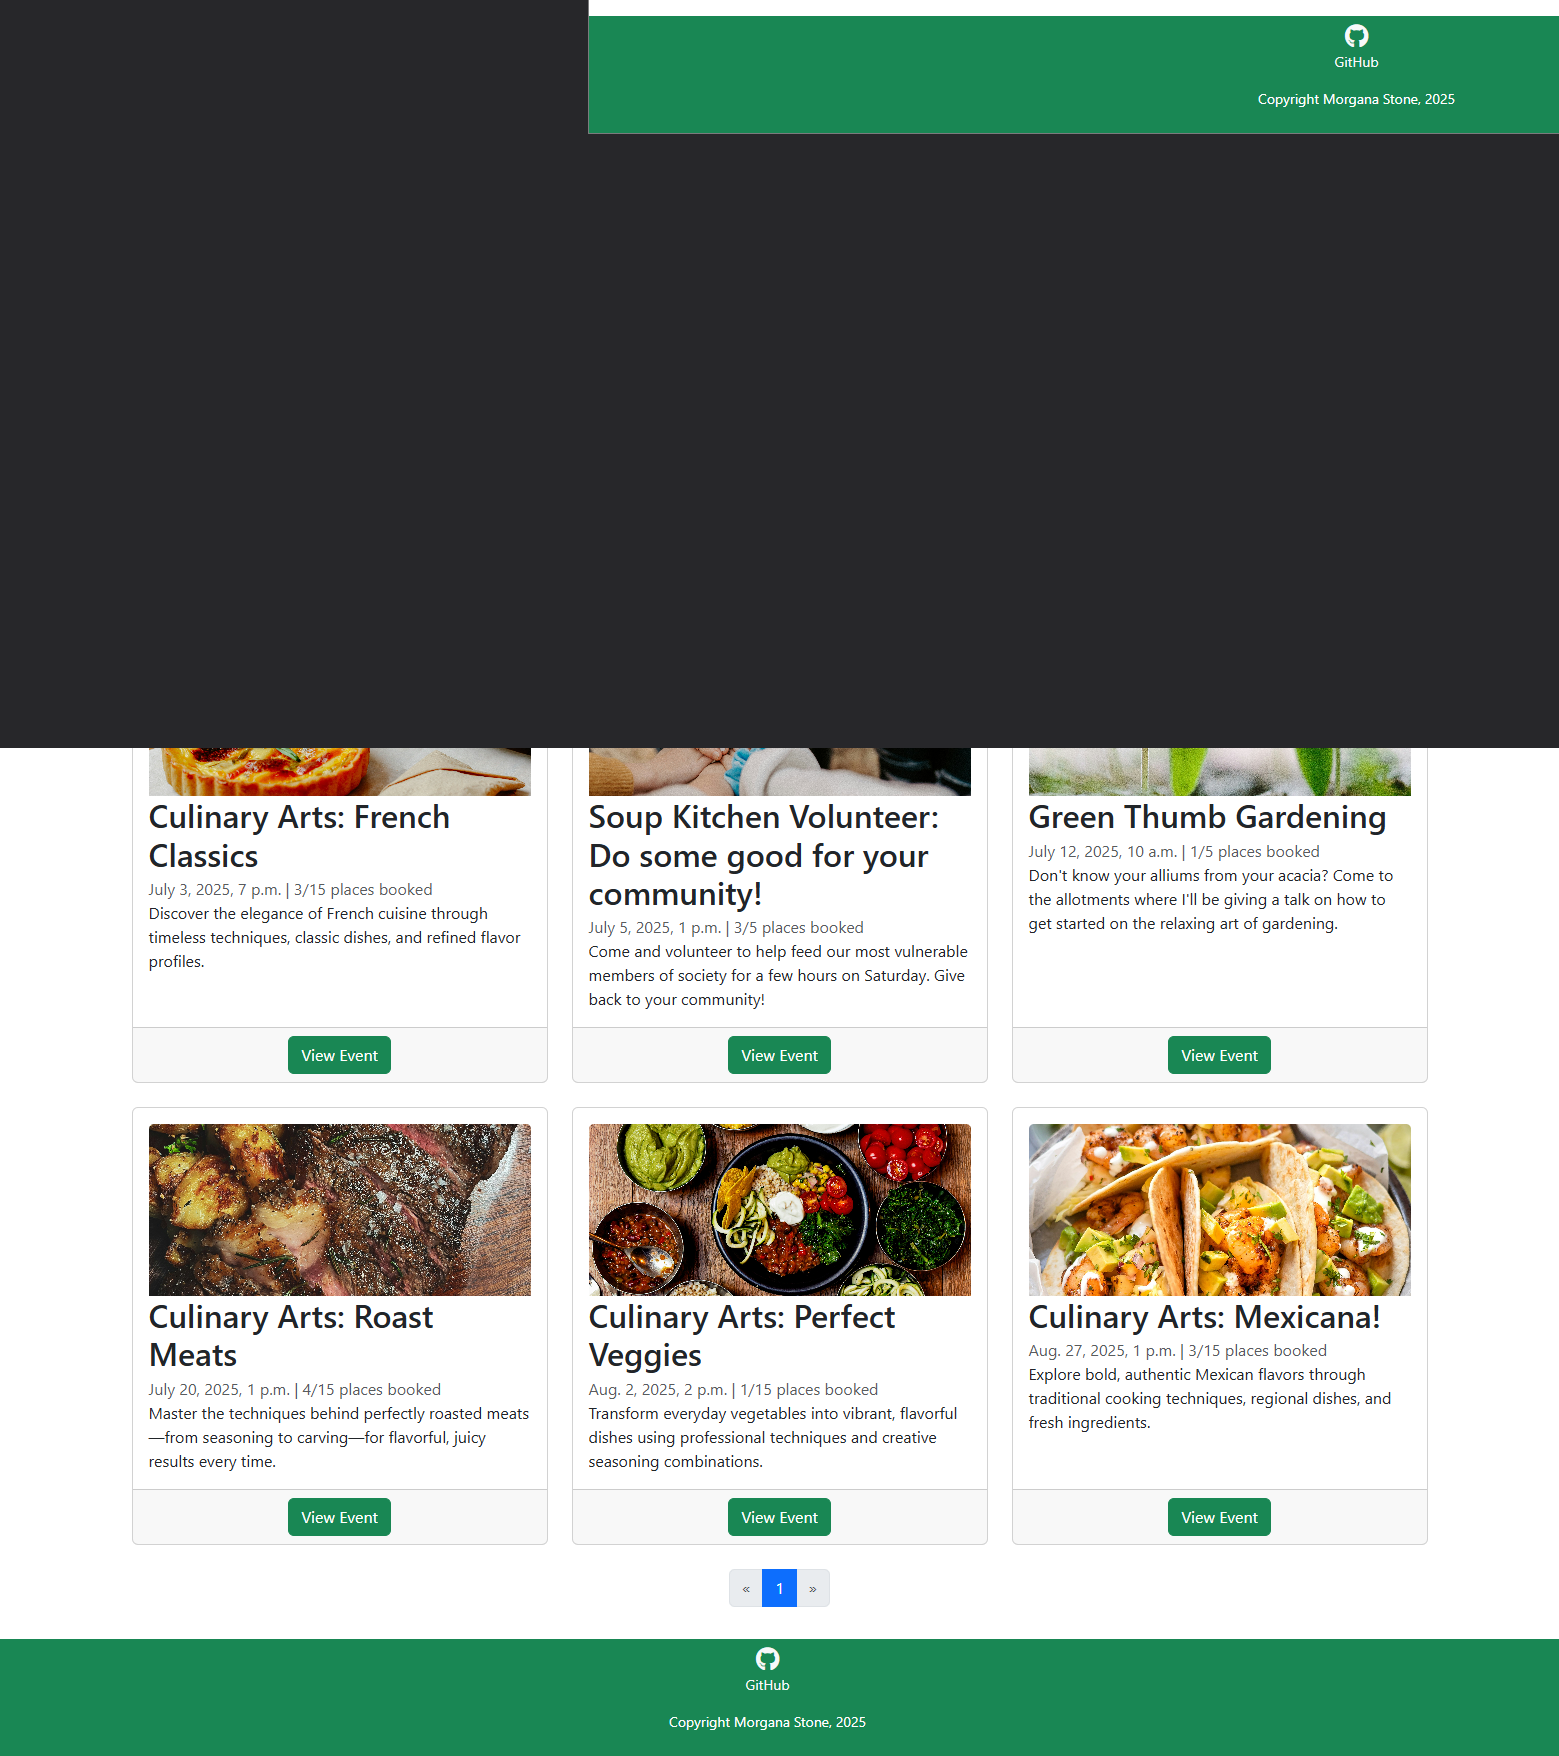 GitHub
Copyright Morgana Stone, 2025
Culinary Arts: French
Classics
July 3, 2025, 7 p.m. | 3/15 places booked
Discover the elegance of French cuisine through
timeless techniques, classic dishes, and refined flavor
profiles.
View Event
Soup Kitchen Volunteer:
Do some good for your
community!
July 5, 2025, 1 p.m. | 3/5 places booked
Come and volunteer to help feed our most vulnerable
members of society for a few hours on Saturday. Give
back to your community!
View Event
Green Thumb Gardening
July 12, 2025, 10 a.m. | 1/5 places booked
Don't know your alliums from your acacia? Come to
the allotments where I'll be giving a talk on how to
get started on the relaxing art of gardening.
View Event
Culinary Arts: Roast
Meats
July 20, 2025, 1 p.m. | 4/15 places booked
Master the techniques behind perfectly roasted meats
—from seasoning to carving—for flavorful, juicy
results every time.
View Event
Culinary Arts: Perfect
Veggies
Aug. 2, 2025, 2 p.m. | 1/15 places booked
Transform everyday vegetables into vibrant, flavorful
dishes using professional techniques and creative
seasoning combinations.
View Event
Culinary Arts: Mexicana!
Aug. 27, 2025, 1 p.m. | 3/15 places booked
Explore bold, authentic Mexican flavors through
traditional cooking techniques, regional dishes, and
fresh ingredients.
View Event
« 1 »
GitHub
Copyright Morgana Stone, 2025